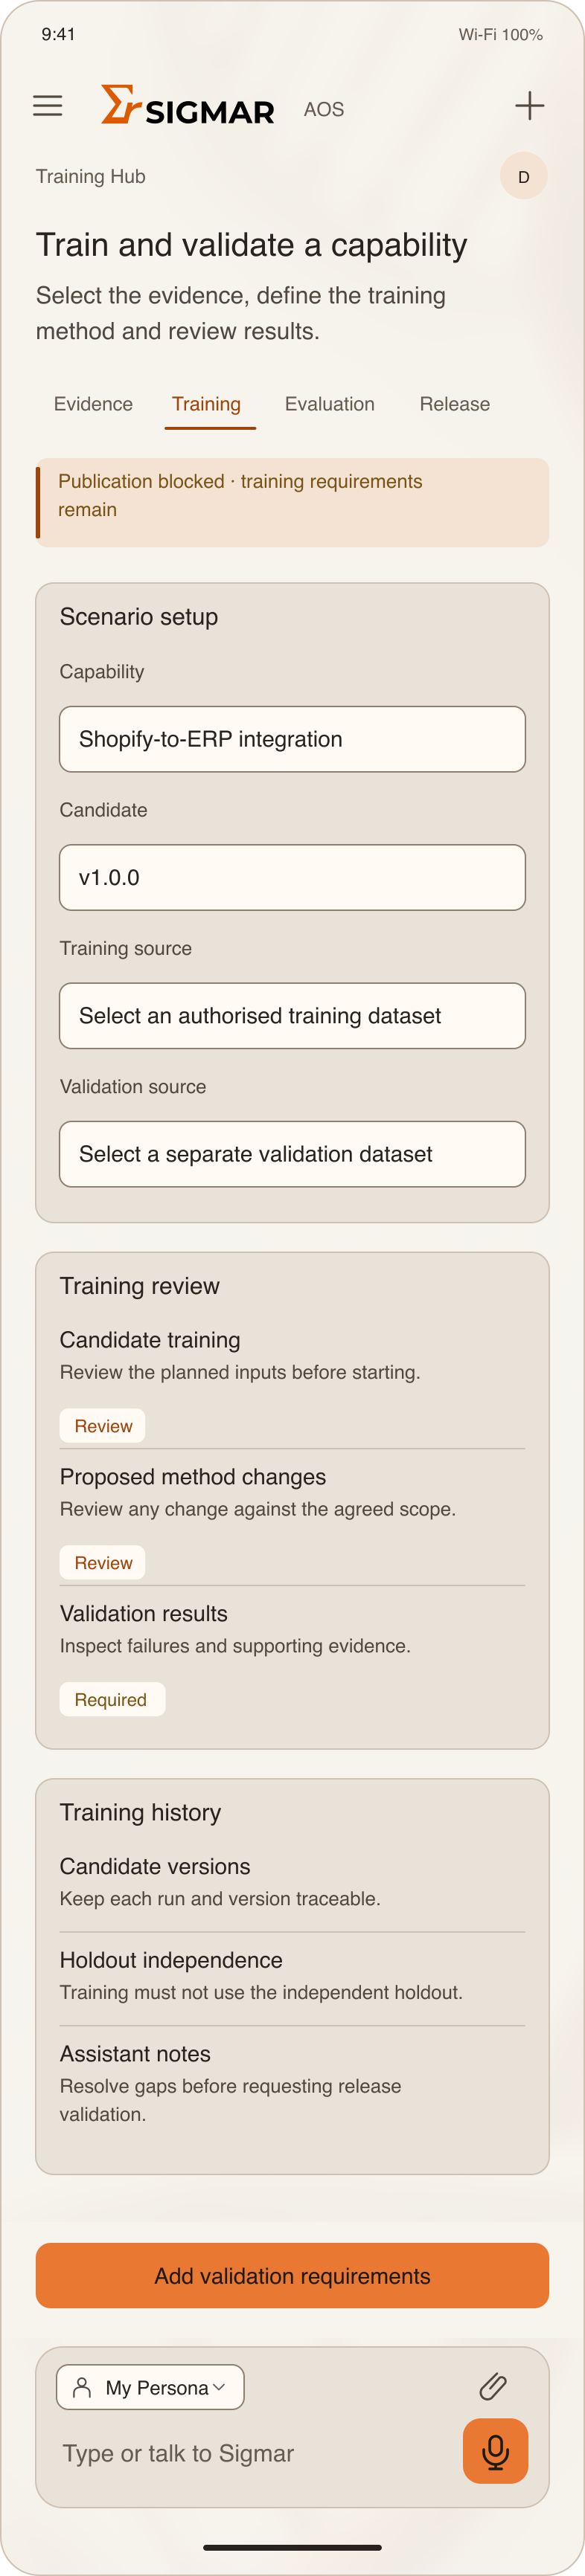 9:41
Wi-Fi 100%
Σr SIGMAR AOS
Training Hub
D
Train and validate a capability
Select the evidence, define the training
method and review results.
Evidence Training Evaluation Release
Publication blocked · training requirements
remain
Scenario setup
Capability
Shopify-to-ERP integration
Candidate
v1.0.0
Training source
Select an authorised training dataset
Validation source
Select a separate validation dataset
Training review
Candidate training
Review the planned inputs before starting.
Review
Proposed method changes
Review any change against the agreed scope.
Review
Validation results
Inspect failures and supporting evidence.
Required
Training history
Candidate versions
Keep each run and version traceable.
Holdout independence
Training must not use the independent holdout.
Assistant notes
Resolve gaps before requesting release
validation.
Add validation requirements
My Persona
Type or talk to Sigmar